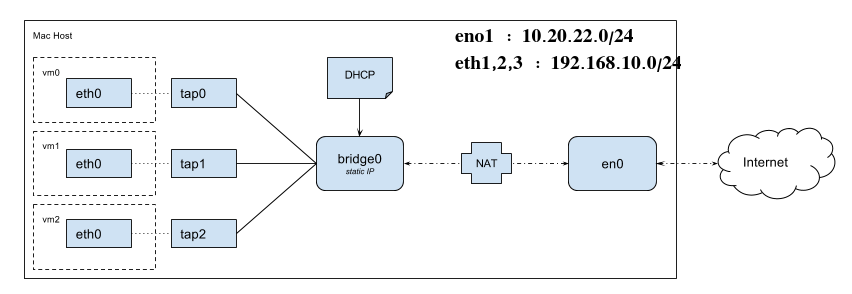 Mac Host
eno1 : 10.20.22.0/24
eth1,2,3 : 192.168.10.0/24
vm0
eth0
tap0
DHCP
vm1
eth0
tap1
bridge0
static IP
NAT
en0
Internet
vm2
eth0
tap2